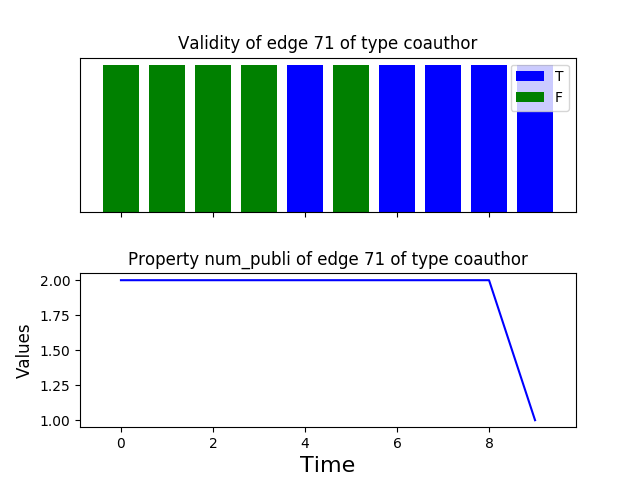 Validity of edge 71 of type coauthor
T
F
Property num_publi of edge 71 of type coauthor
2.00
1.75
1.50
1.25
1.00
Values
0 2 4 6 8
Time